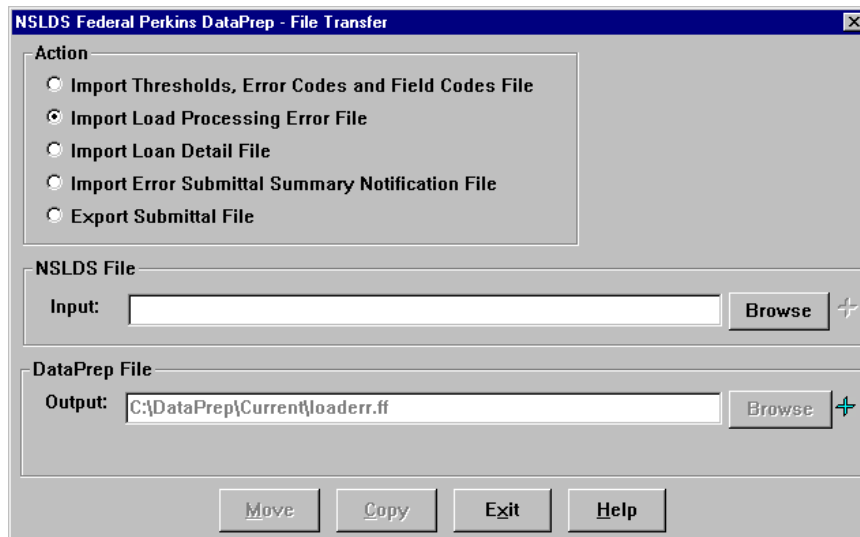 NSLDS Federal Perkins DataPrep - File Transfer
Action
Import Thresholds, Error Codes and Field Codes File
Import Load Processing Error File
Import Loan Detail File
Import Error Submittal Summary Notification File
Export Submittal File
NSLDS File
Input:
Browse
DataPrep File
Output:
C:\DataPrep\Current\loaderr.ff
Browse
Move
Copy
Exit
Help